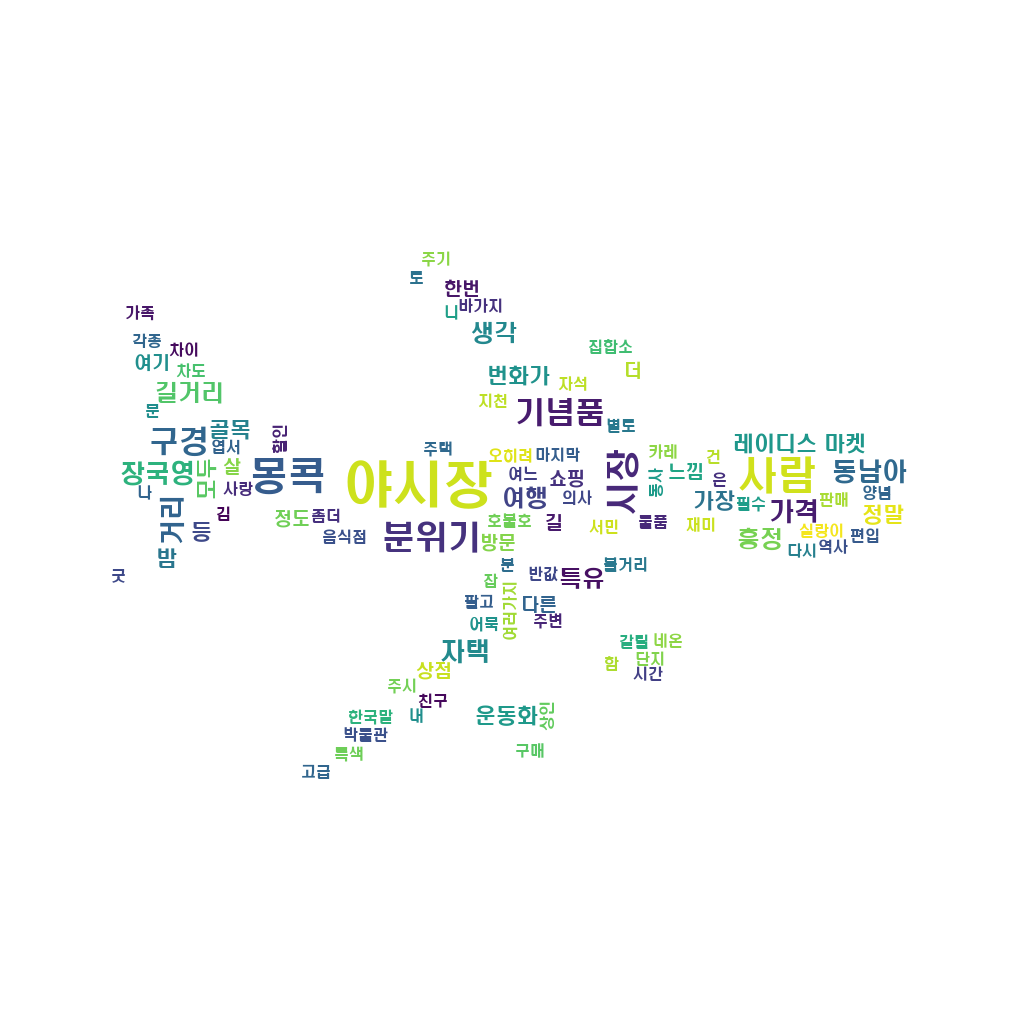 주기
토
한번
바가지
니
가족
생각
각종
차이
집합소
여기
차도
번화가
더
자석
길거리
지천
문
기념품
별토
골목
할인
구경
엽서
주택
오히려
마지막
시장
카레
건
레이디스 마켓
장국영
바
살
몽콕
야시장
여느
쇼핑
동사
느낌
은
사람
동남아
나
머
사랑
여행
의사
가장
필수
판매
양념
거리
김
정도
좀더
호불호
길
서민
물품
재미
가격
정말
등
음식점
분위기
방문
흥정
실랑이
편입
밤
다시
역사
굿
분
볼거리
잡
반값
특유
팔고
여러가지
다른
어묵
주변
자택
갈릴
네온
상점
함
단지
시간
주시
친구
한국말
내
운동화
상인
박물관
특색
구매
고급